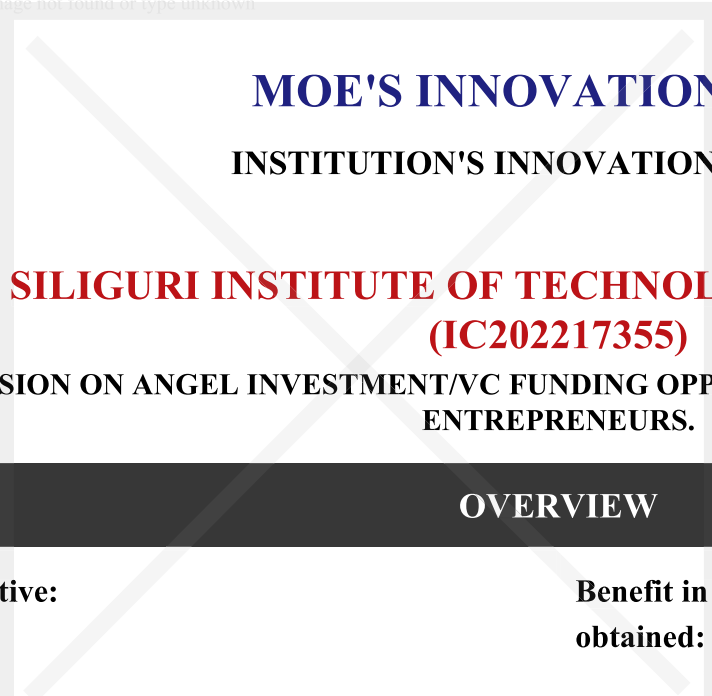 age not found or type unknown
MOE'S INNOVATION
INSTITUTION'S INNOVATION
SILIGURI INSTITUTE OF TECHNOL
(IC202217355)
SION ON ANGEL INVESTMENT/VC FUNDING OPP
ENTREPRENEURS.
OVERVIEW
tive:
Benefit in
obtained: